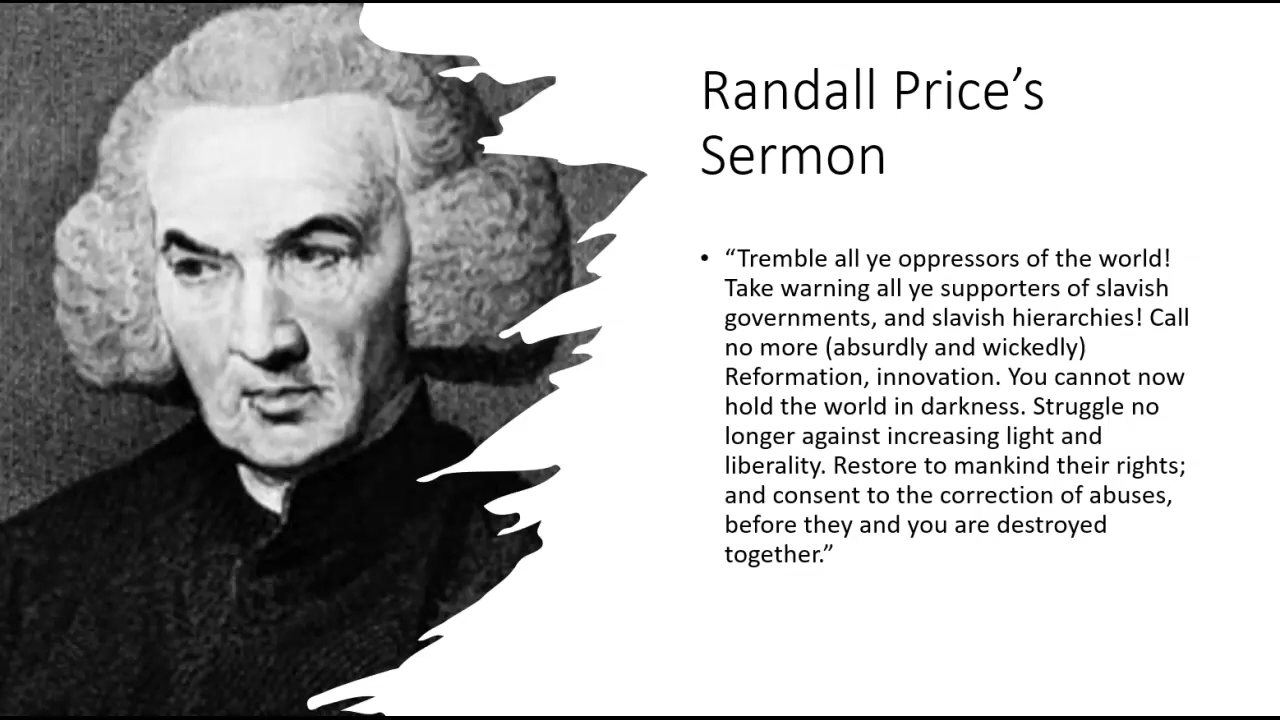 Randall Price’s
Sermon
• “Tremble all ye oppressors of the world!
Take warning all ye supporters of slavish
governments, and slavish hierarchies! Call
no more (absurdly and wickedly)
Reformation, innovation. You cannot now
hold the world in darkness. Struggle no
longer against increasing light and
liberality. Restore to mankind their rights;
and consent to the correction of abuses,
before they and you are destroyed
together.”